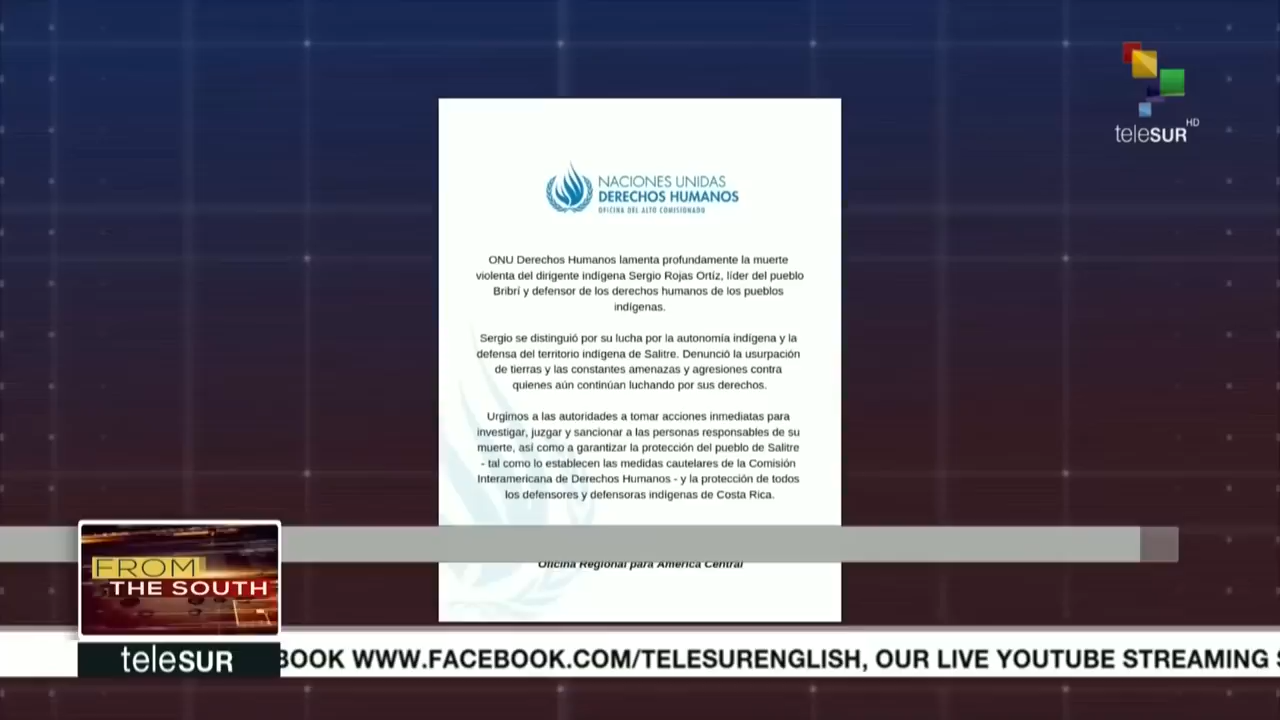 teleSUR HD
NACIONES UNIDAS
DERECHOS HUMANOS
OFICINA DEL ALTO COMISIONADO
ONU Derechos Humanos lamenta profundamente la muerte
violenta del dirigente indígena Sergio Rojas Ortíz, líder del pueblo
Bribrí y defensor de los derechos humanos de los pueblos
indígenas.
Sergio se distinguió por su lucha por la autonomía indígena y la
defensa del territorio indígena de Salitre. Denunció la usurpación
de tierras y las constantes amenazas y agresiones contra
quienes aún continúan luchando por sus derechos.
Urgimos a las autoridades a tomar acciones inmediatas para
investigar, juzgar y sancionar a las personas responsables de su
muerte, así como a garantizar la protección del pueblo de Salitre
- tal como lo establecen las medidas cautelares de la Comisión
Interamericana de Derechos Humanos - y la protección de todos
los defensores y defensoras indígenas de Costa Rica.
Oficina Regional para América Central
FROM
THE SOUTH
teleSUR
BOOK WWW.FACEBOOK.COM/TELESURENGLISH, OUR LIVE YOUTUBE STREAMING